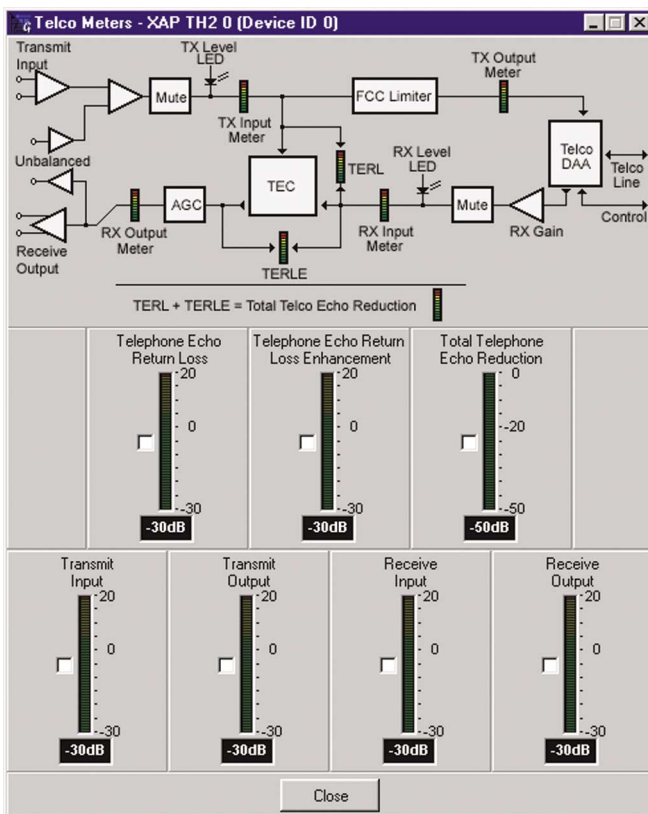 Telco Meters - XAP TH2 0 (Device ID 0)
Transmit
Input
TX Level
LED
TX Output
Meter
Mute
FCC Limiter
TX Input
Meter
Unbalanced
TEC
TERL
RX Level
LED
Telco
DAA
Telco
Line
AGC
Mute
Control
RX Output
Meter
RX Input
Meter
RX Gain
Receive
Output
TERLE
TERL + TERLE = Total Telco Echo Reduction
Telephone Echo
Return Loss
20
0
-30
-30dB
Telephone Echo Return
Loss Enhancement
20
0
-30
-30dB
Total Telephone
Echo Reduction
0
-20
-50
-50dB
Transmit
Input
20
0
-30
-30dB
Transmit
Output
20
0
-30
-30dB
Receive
Input
20
0
-30
-30dB
Receive
Output
20
0
-30
-30dB
Close